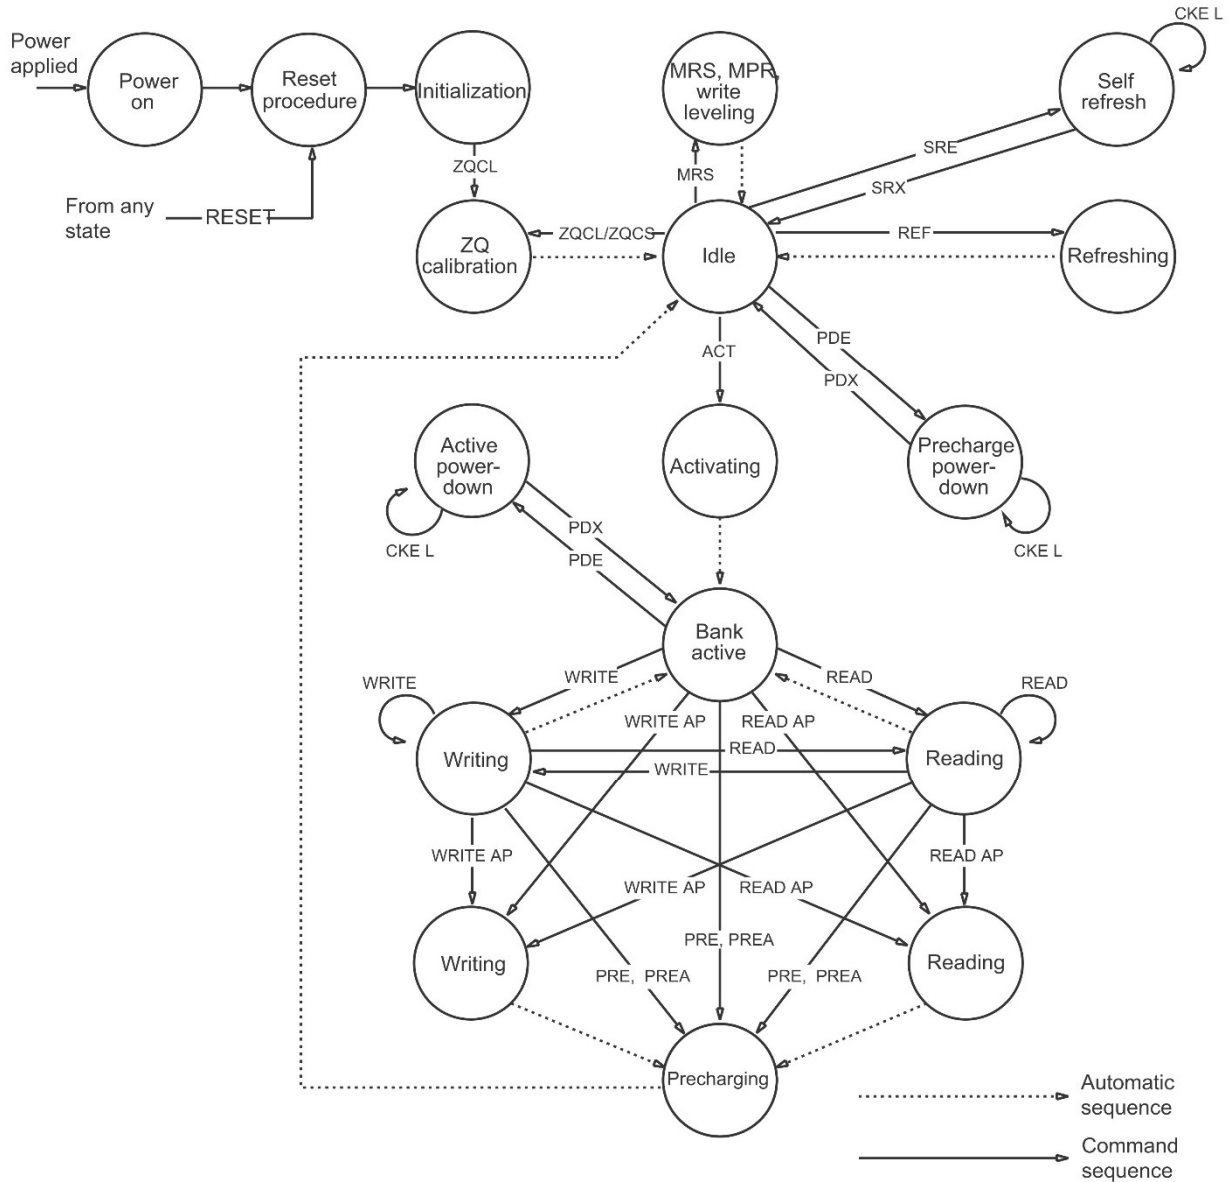 Power
applied
Power
on
Reset
procedure
Initialization
MRS, MPR,
write
leveling
Self
refresh
CKE L
ZQCL
MRS
SRE
SRX
From any
state
RESET
ZQ
calibration
ZQCL/ZQCS
Idle
REF
Refreshing
ACT
PDE
PDX
Active
power-
down
Activating
Precharge
power-
down
CKE L
PDX
PDE
CKE L
Bank
active
WRITE
WRITE
READ
READ
WRITE AP
READ AP
Writing
READ
WRITE
Reading
WRITE AP
READ AP
WRITE AP
READ AP
PRE, PREA
Writing
PRE, PREA
PRE, PREA
Reading
Precharging
Automatic
sequence
Command
sequence